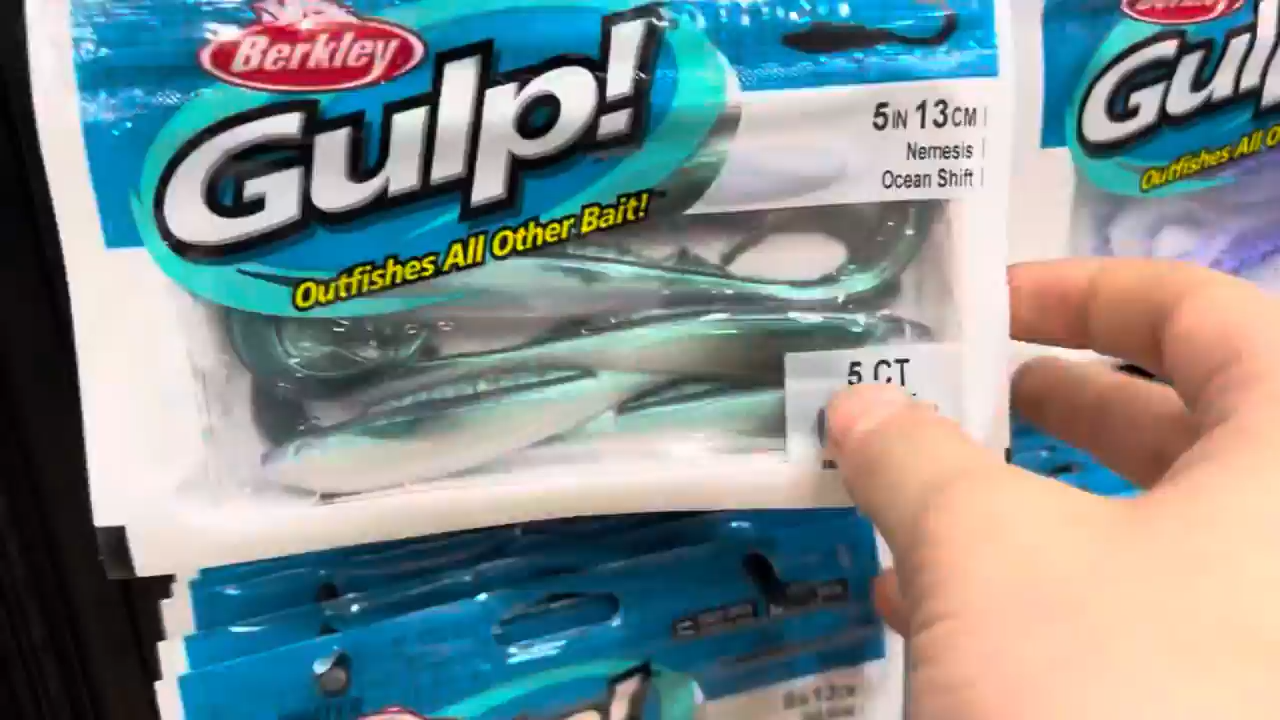 Berkley
Gulp!
Outfishes All Other Bait!
5IN 13CM
Nemesis
Ocean Shift
5 CT
Gul
Outfishes All O